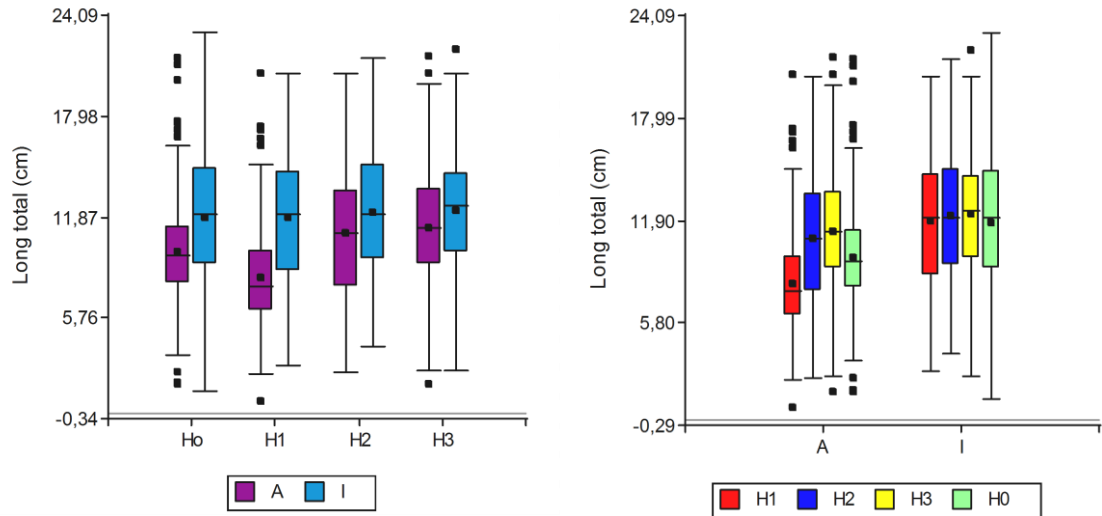 24,09
17,98
11,87
5,76
-0,34
Long total (cm)
Ho H1 H2 H3
A I
24,09
17,99
11,90
5,80
-0,29
Long total (cm)
A I
H1 H2 H3 H0